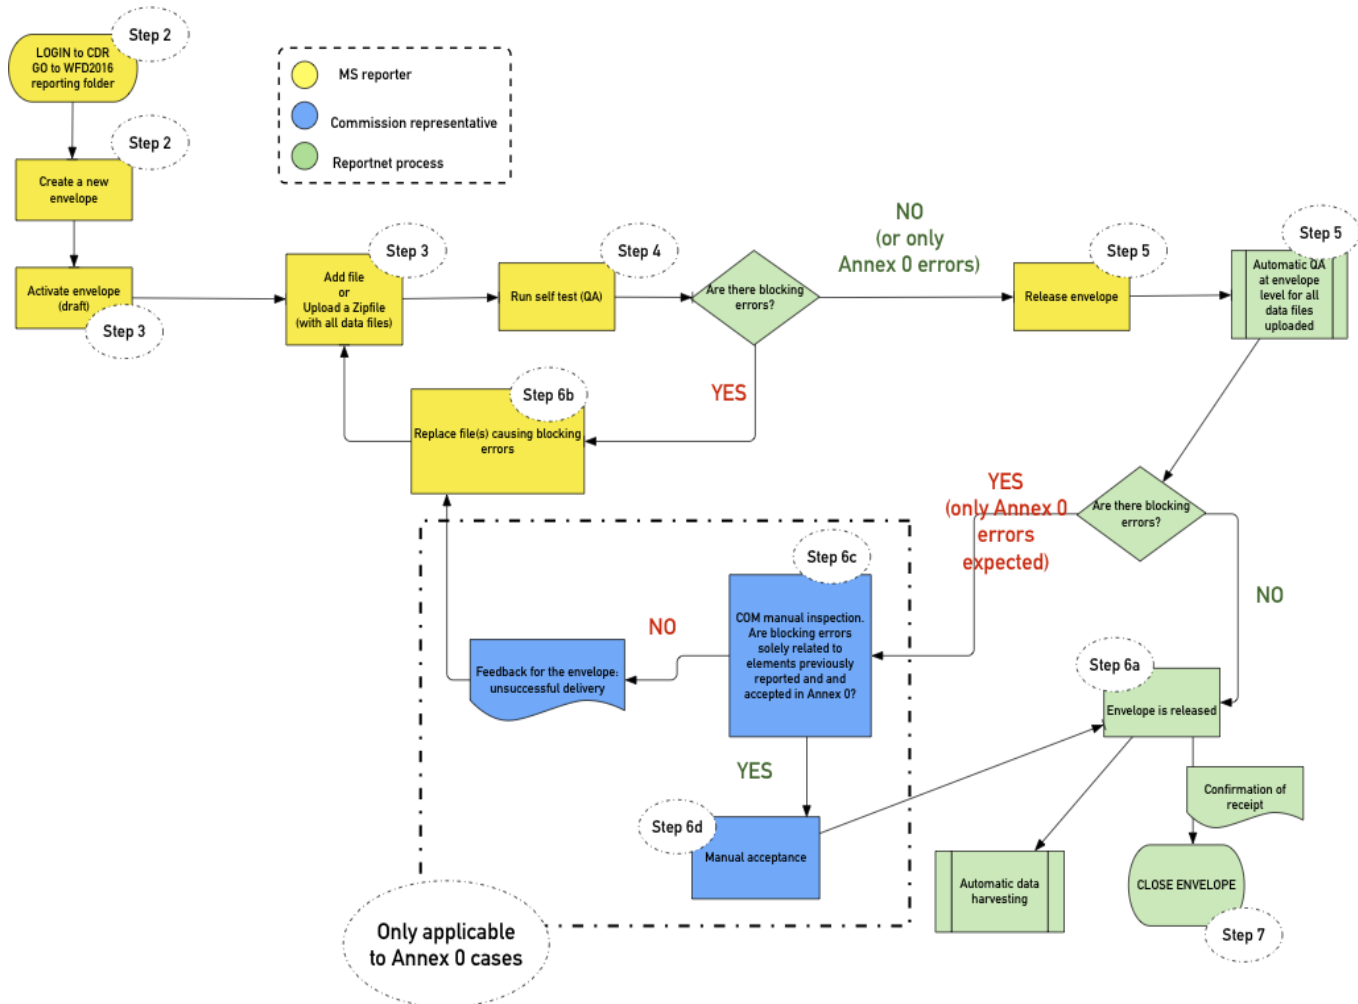 Step 2
LOGIN to CDR
GO to WFD2016
reporting folder
MS reporter
Commission representative
Reportnet process
Step 2
Create a new
envelope
Step 3
Activate envelope
(draft)
Step 3
Add file
or
Upload a Zipfile
(with all data files)
Step 4
Run self test (QA)
Are there blocking
errors?
NO
(or only
Annex 0 errors)
Step 5
Release envelope
Step 5
Automatic QA
at envelope
level for all
data files
uploaded
YES
Step 6b
Replace file(s) causing blocking
errors
YES
(only Annex 0
errors
expected)
Are there blocking
errors?
NO
Step 6c
COM manual inspection.
Are blocking errors
solely related to
elements previously
reported and and
accepted in Annex 0?
NO
Feedback for the envelope:
unsuccessful delivery
YES
Step 6d
Manual acceptance
Step 6a
Envelope is released
Confirmation of
receipt
Automatic data
harvesting
CLOSE ENVELOPE
Step 7
Only applicable
to Annex 0 cases